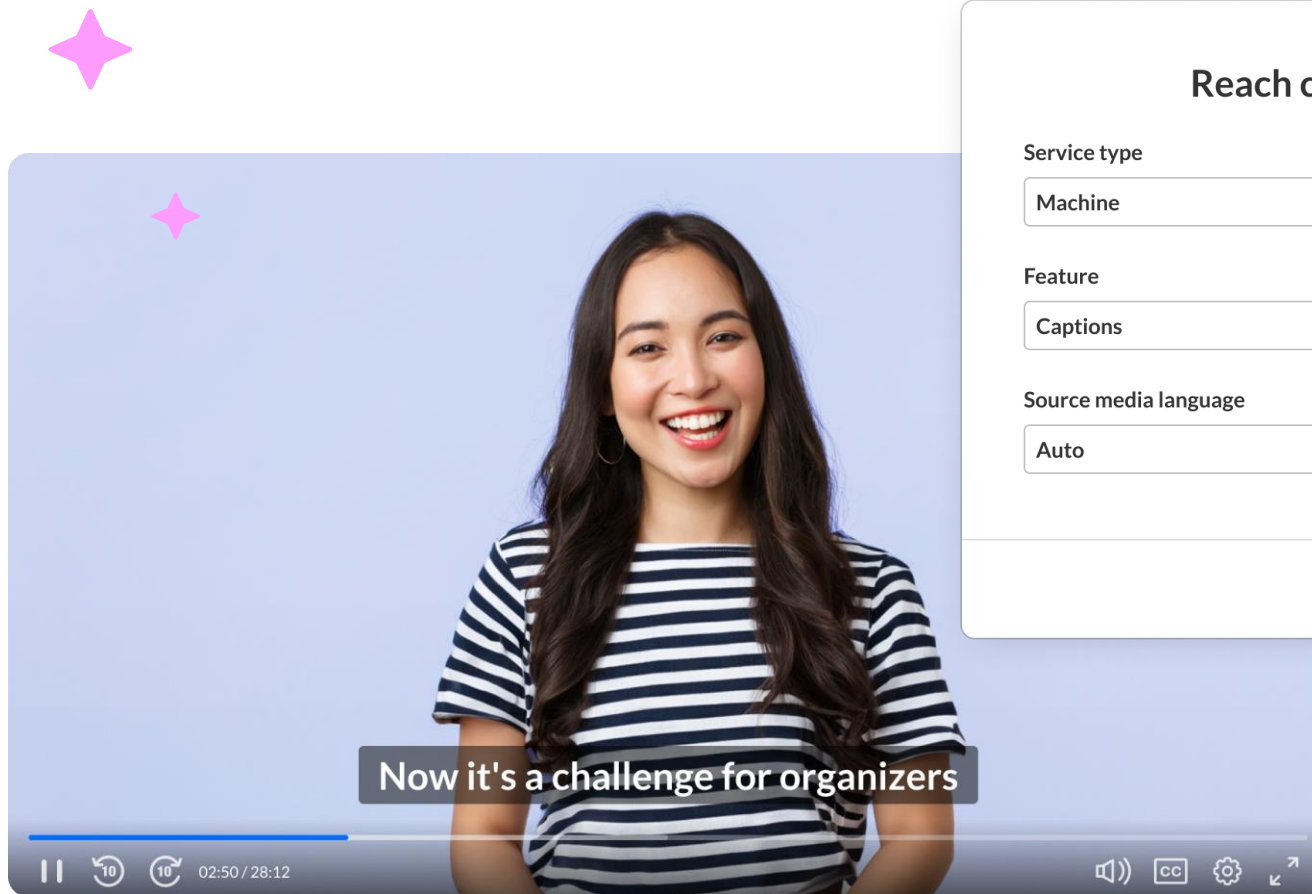 Reach
Service type
Machine
Feature
Captions
Source media language
Auto
Now it's a challenge for organizers
10
10
02:50 / 28:12
CC